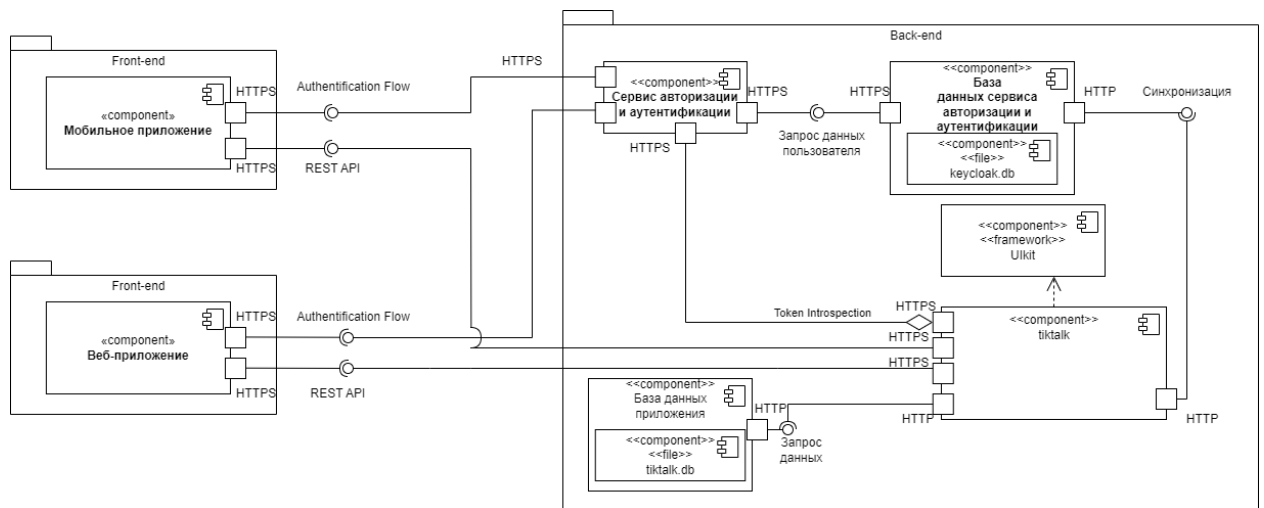 Front-end
HTTPS
Authentification Flow
«component»
Мобильное приложение
HTTPS
REST API
Front-end
HTTPS
Authentification Flow
«component»
Веб-приложение
HTTPS
REST API
Back-end
HTTPS
<<component>>
Сервис авторизации
и аутентификации
HTTPS
HTTPS
Запрос данных
пользователя
HTTPS
<<component>>
База
данных сервиса
авторизации и
аутентификации
<<component>>
<<file>>
keycloak.db
HTTP
Синхронизация
<<component>>
<<framework>>
UIkit
Token Introspection
HTTPS
HTTPS
HTTPS
HTTP
<<component>>
tiktalk
HTTP
<<component>>
База данных
приложения
HTTP
<<component>>
<<file>>
tiktalk.db
Запрос
данных